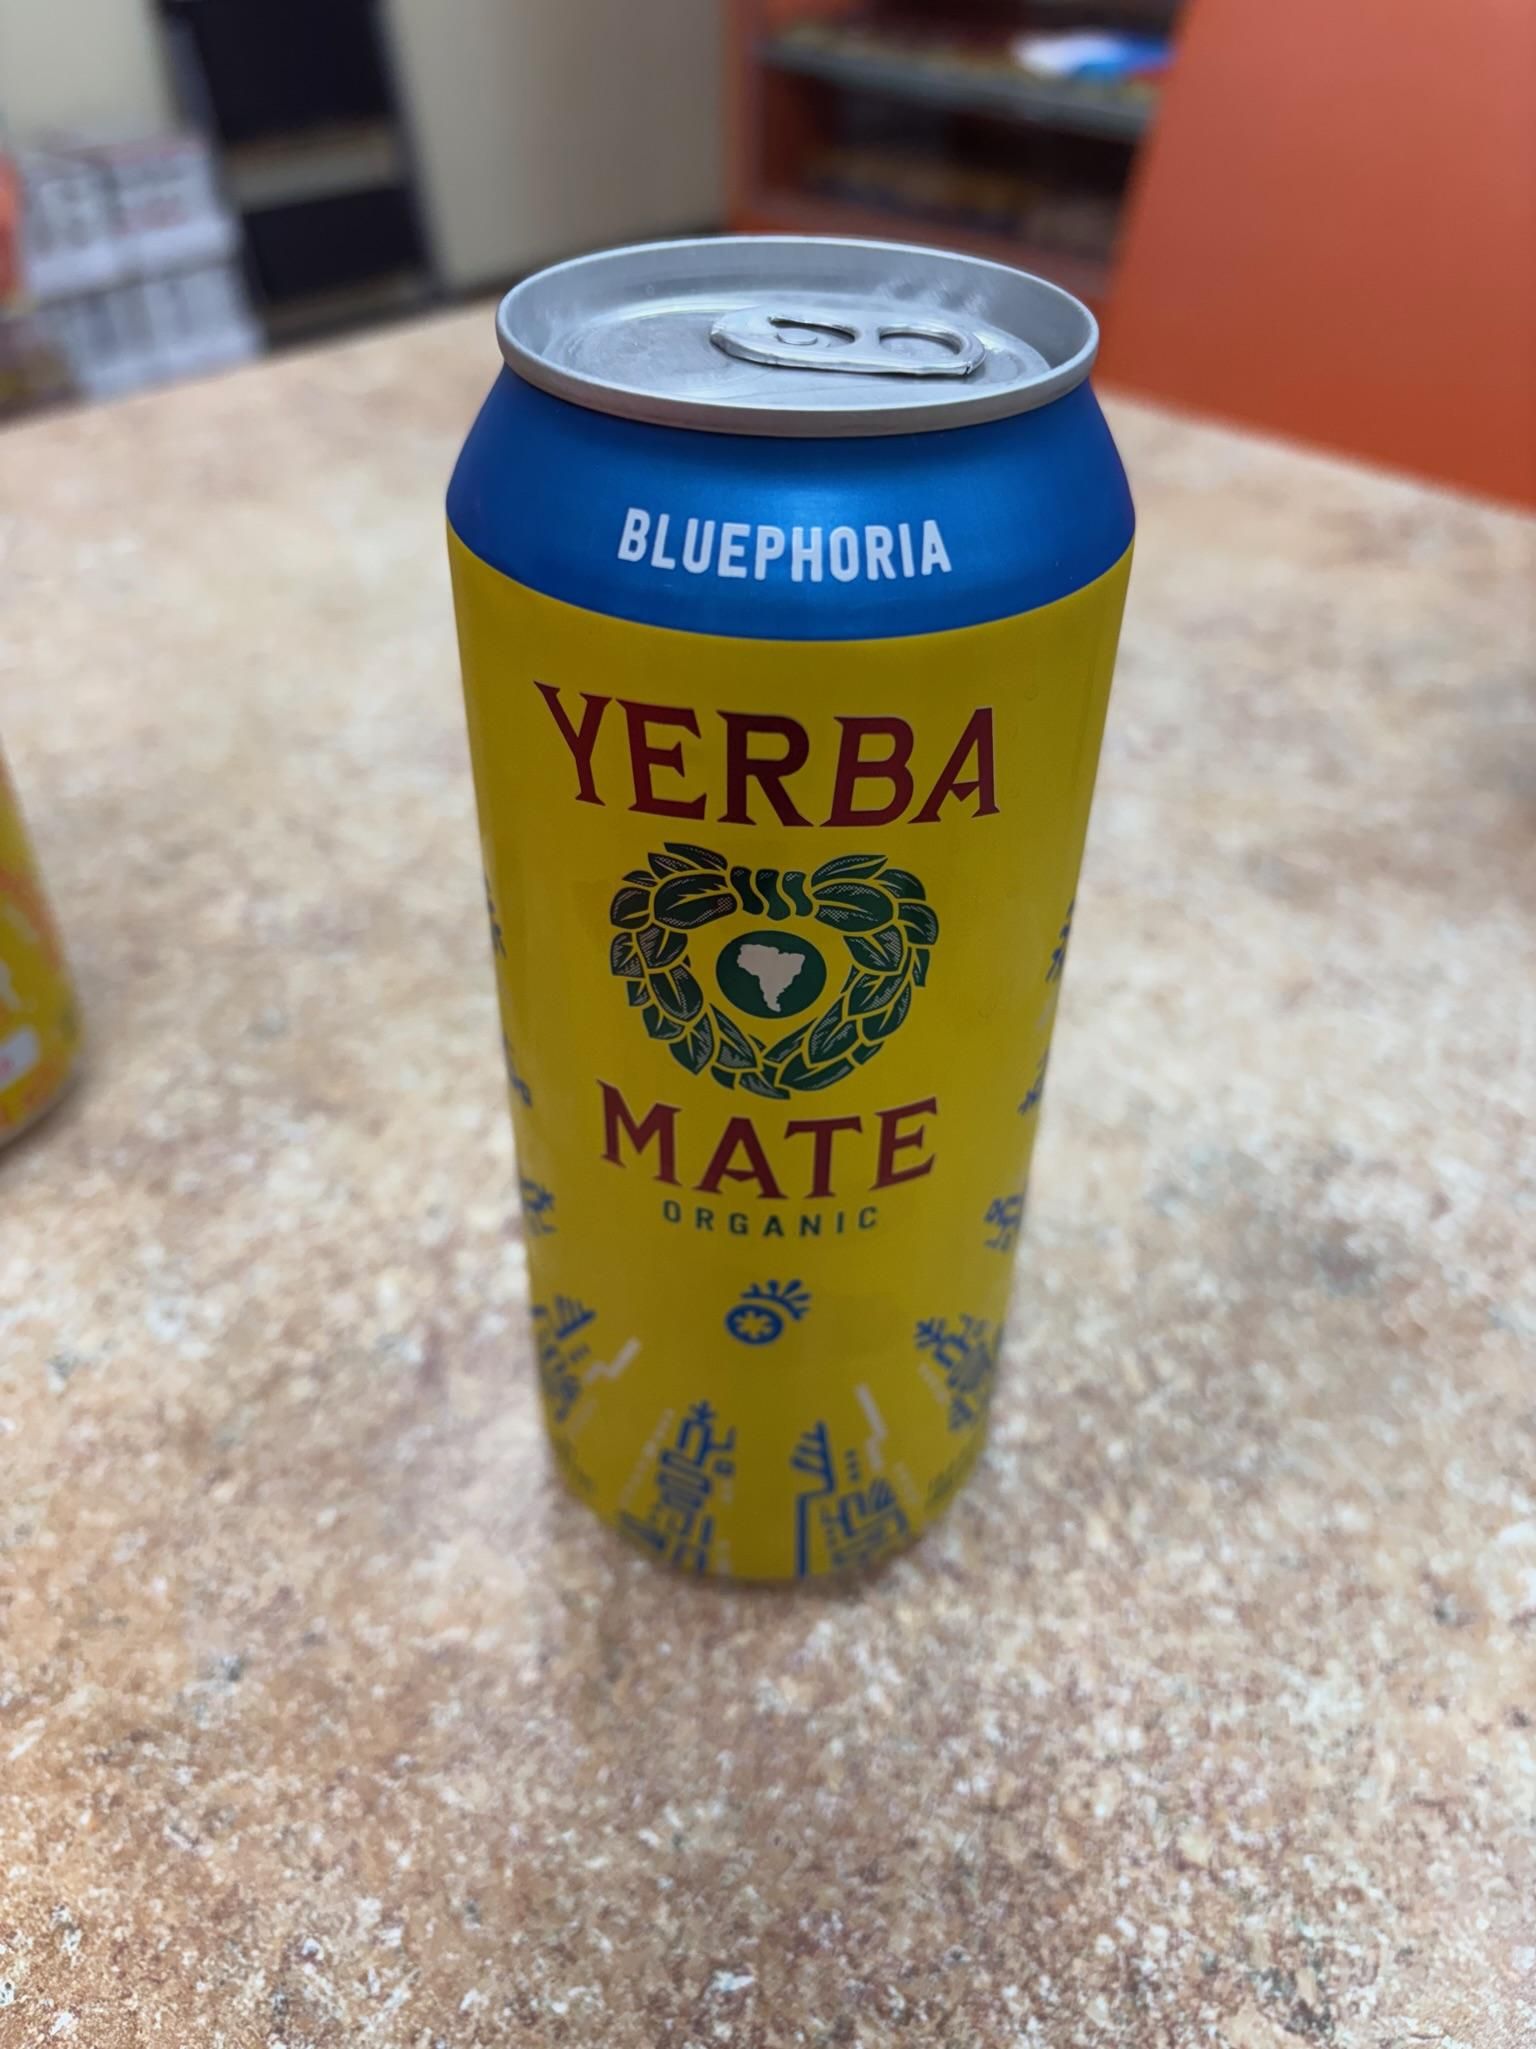 BLUEPHORIA
YERBA
MATE
ORGANIC